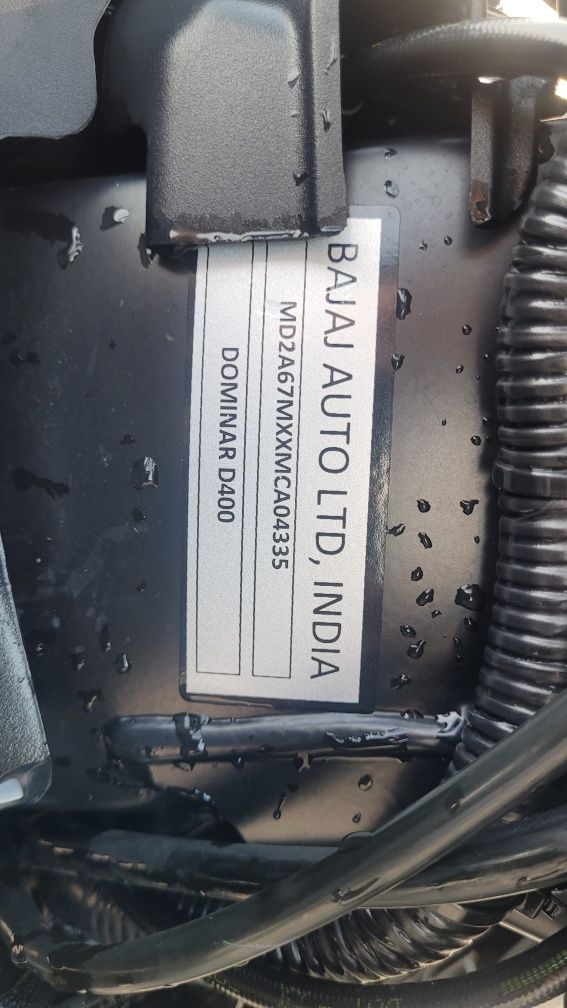 BAJAJ AUTO LTD, INDIA
MD2A67MXXMCA04335
DOMINAR D400